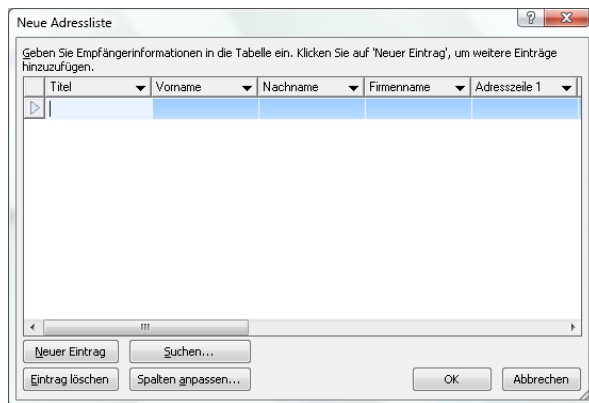 Neue Adressliste
Geben Sie Empfängerinformationen in die Tabelle ein. Klicken Sie auf 'Neuer Eintrag', um weitere Einträge
hinzuzufügen.
Titel Vorname Nachname Firmenname Adresszeile 1
Neuer Eintrag Suchen...
Eintrag löschen Spalten anpassen... OK Abbrechen